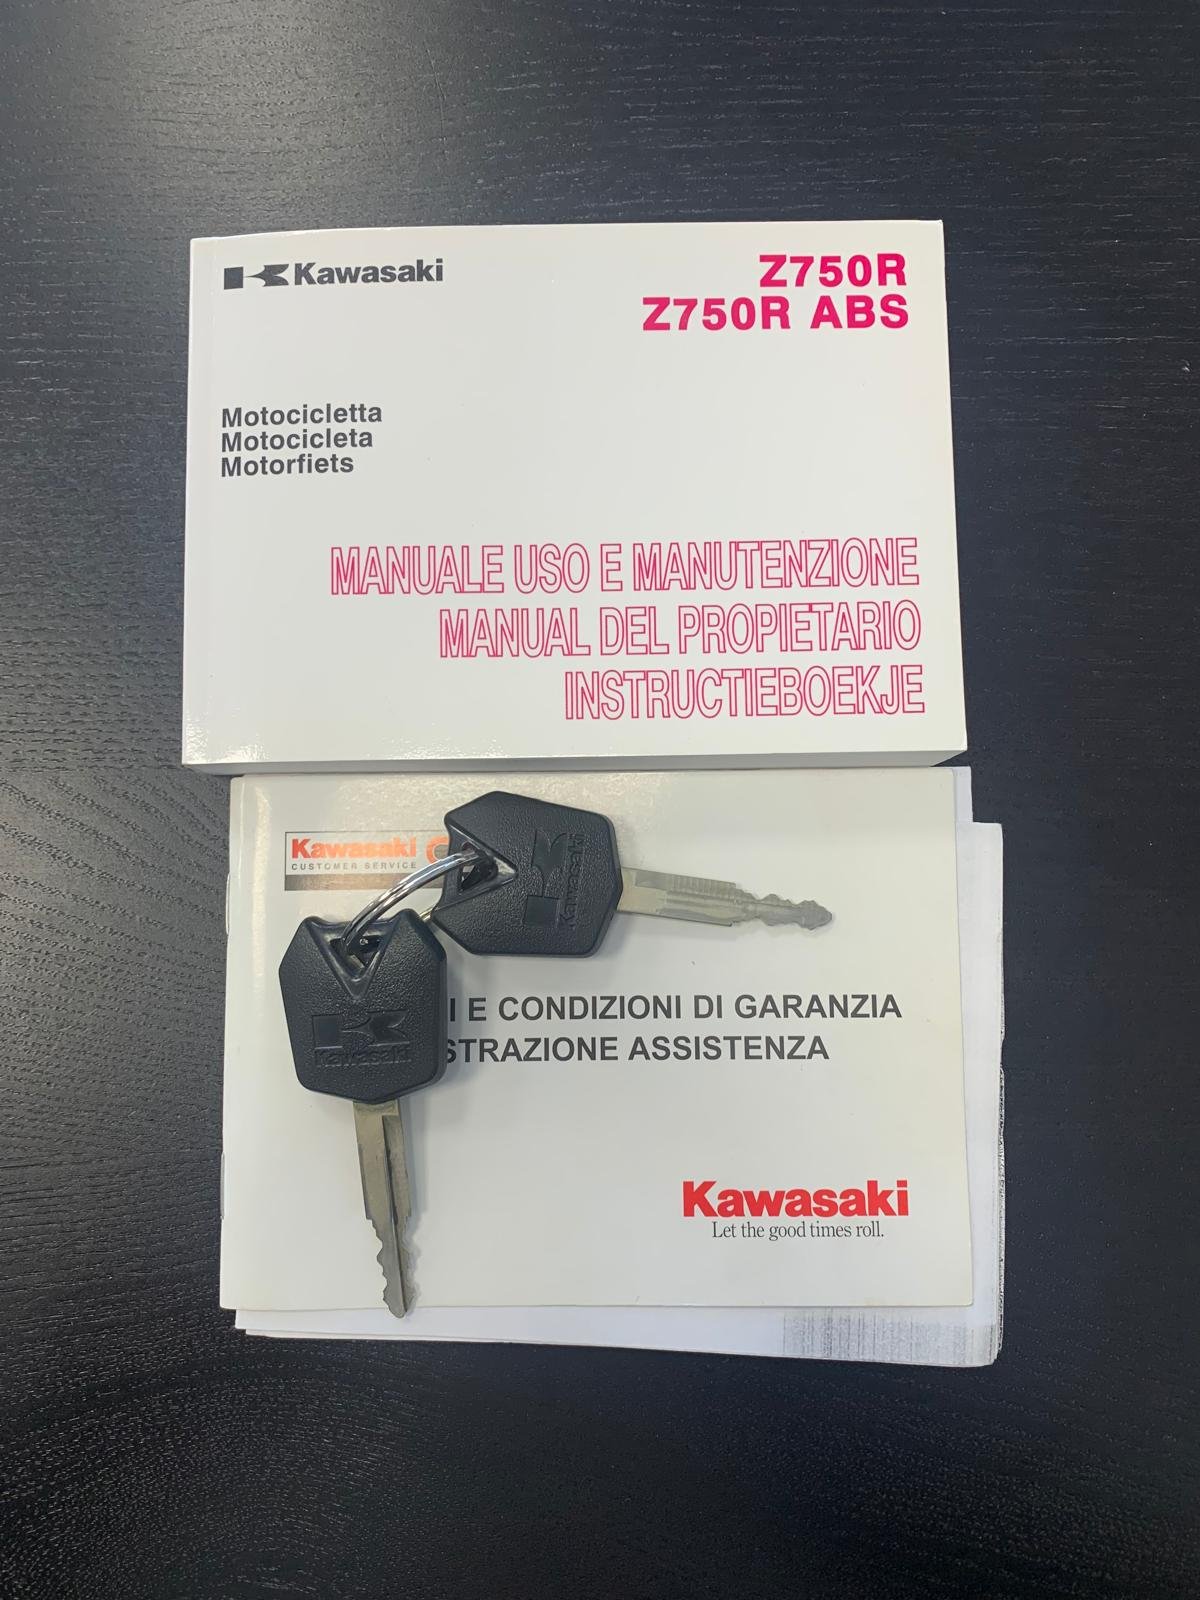 Kawasaki
Z750R
Z750R ABS
Motocicletta
Motocicleta
Motorfiets
MANUALE USO E MANUTENZIONE
MANUAL DEL PROPIETARIO
INSTRUCTIEBOEKJE
Kawasaki
CUSTOMER SERVICE
Kawasaki
Kawasaki
E CONDIZIONI DI GARANZIA
ASSISTENZA
Kawasaki
Let the good times roll.